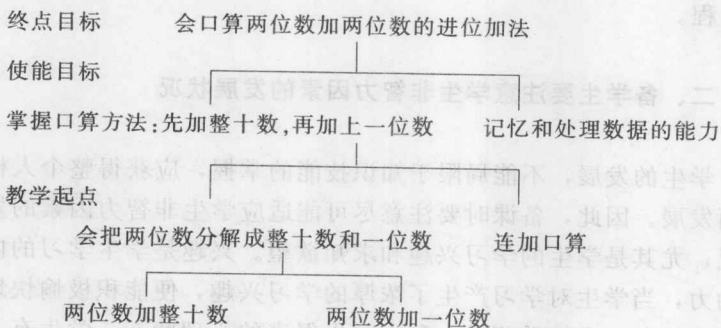 终点目标 会口算两位数加两位数的进位加法
使能目标
掌握口算方法:先加整十数,再加上一位数 记忆和处理数据的能力
教学起点
会把两位数分解成整十数和一位数 连加口算
两位数加整十数 两位数加一位数